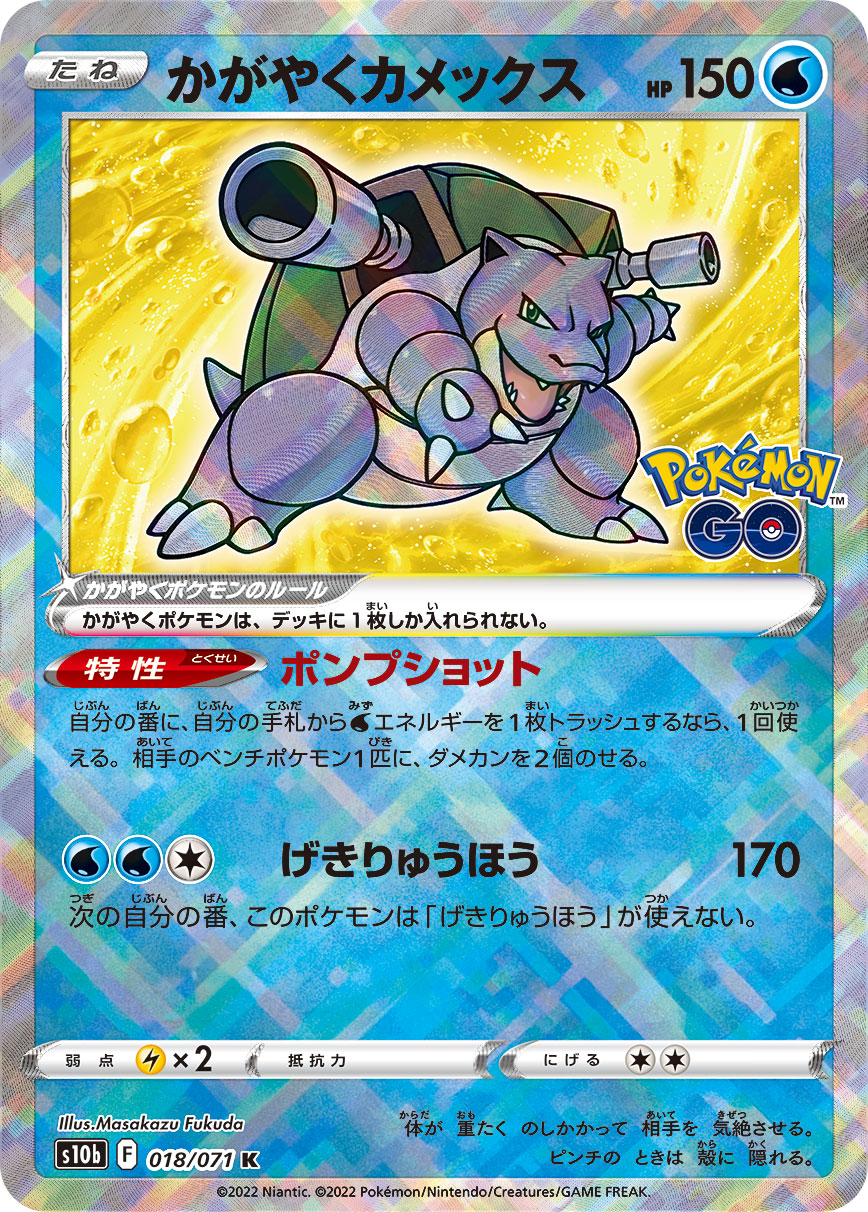 たね かがやくカメックス HP 150
Pokémon GO TM
かがやくポケモンのルール
かがやくポケモンは、デッキに1枚しか入れられない。
特性 とくせい ポンプショット
自分の番に、自分の手札からエネルギーを1枚トラッシュするなら、1回使
える。相手のベンチポケモン1匹に、ダメカンを2個のせる。
げきりゅうほう 170
次の自分の番、このポケモンは「げきりゅうほう」が使えない。
弱点 ×2 抵抗力 にげる
Illus.Masakazu Fukuda
s10b F 018/071 K
体が 重たく のしかかって 相手を 気絶させる。
ピンチの ときは 殻に 隠れる。
©2022 Niantic. ©2022 Pokémon/Nintendo/Creatures/GAME FREAK.